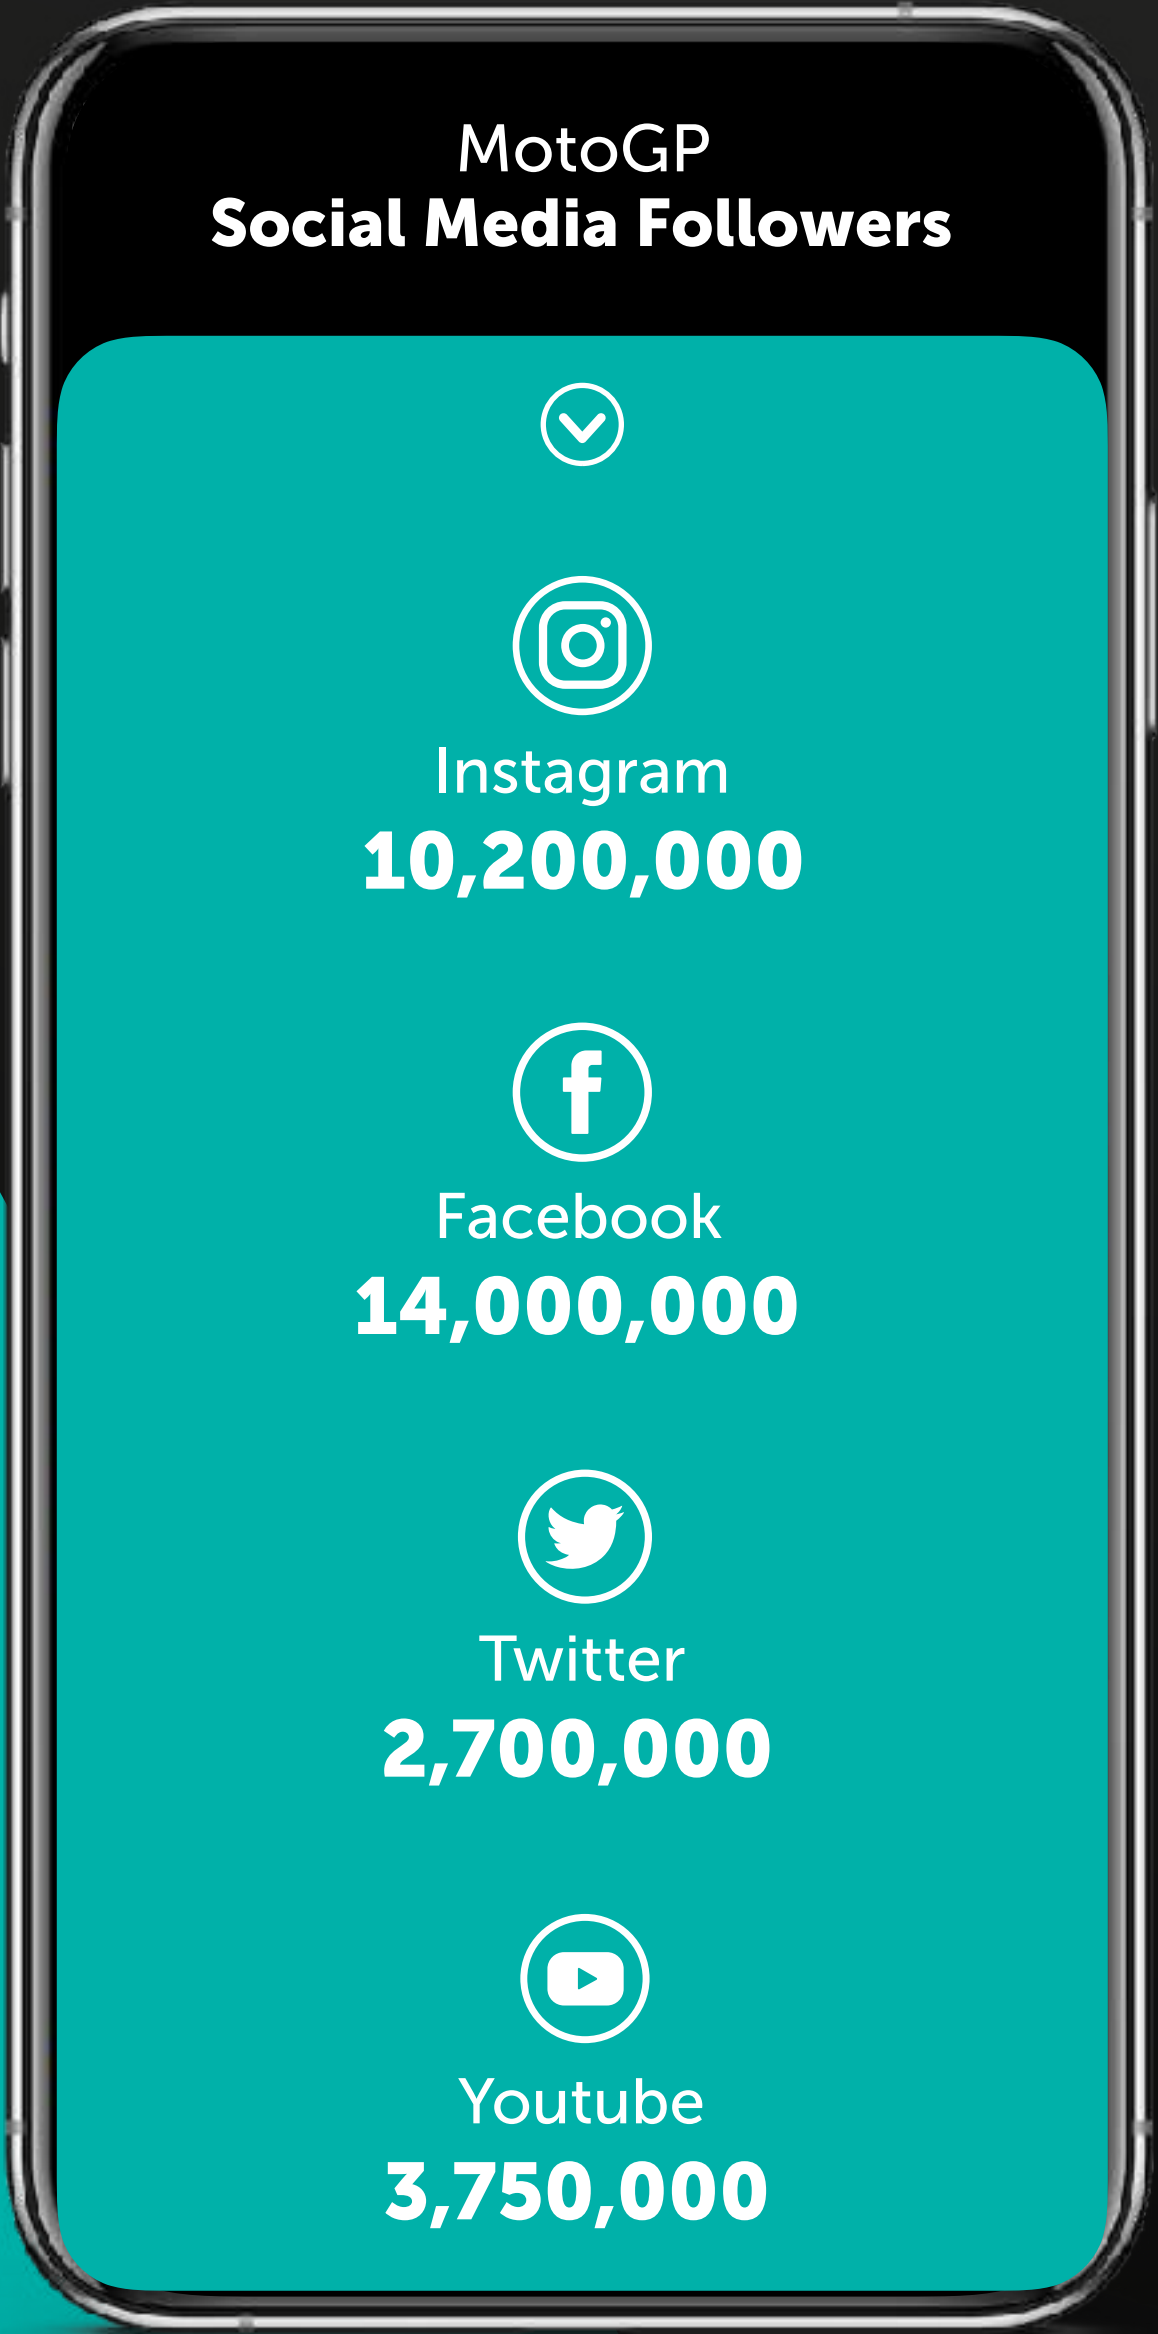 MotoGP
Social Media Followers
Instagram
10,200,000
Facebook
14,000,000
Twitter
2,700,000
Youtube
3,750,000